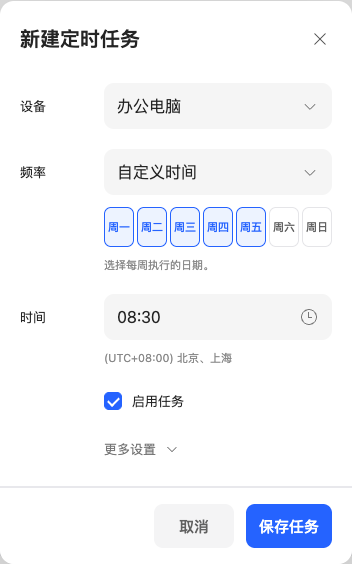 新建定时任务
设备
办公电脑
频率
自定义时间
周一 周二 周三 周四 周五 周六 周日
选择每周执行的日期。
时间
08:30
(UTC+08:00) 北京、上海
启用任务
更多设置
取消
保存任务